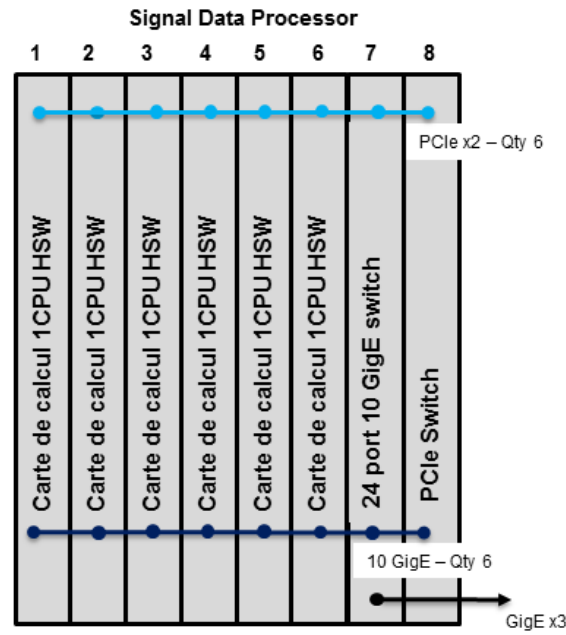 Signal Data Processor
1 2 3 4 5 6 7 8
PCIe x2 – Qty 6
Carte de calcul 1CPU HSW
Carte de calcul 1CPU HSW
Carte de calcul 1CPU HSW
Carte de calcul 1CPU HSW
Carte de calcul 1CPU HSW
Carte de calcul 1CPU HSW
24 port 10 GigE switch
PCIe Switch
10 GigE – Qty 6
GigE x3